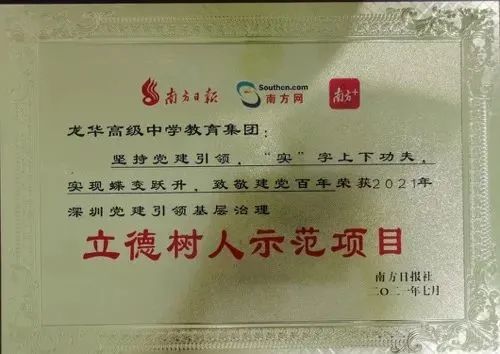 南方日报 Southcn.com 南方网 南方+
龙华高级中学教育集团：
坚持党建引领，“实”字上下功夫，
实现蝶变跃升，致敬建党百年荣获2021年
深圳党建引领基层治理
立德树人示范项目
南方日报社
二〇二一年七月